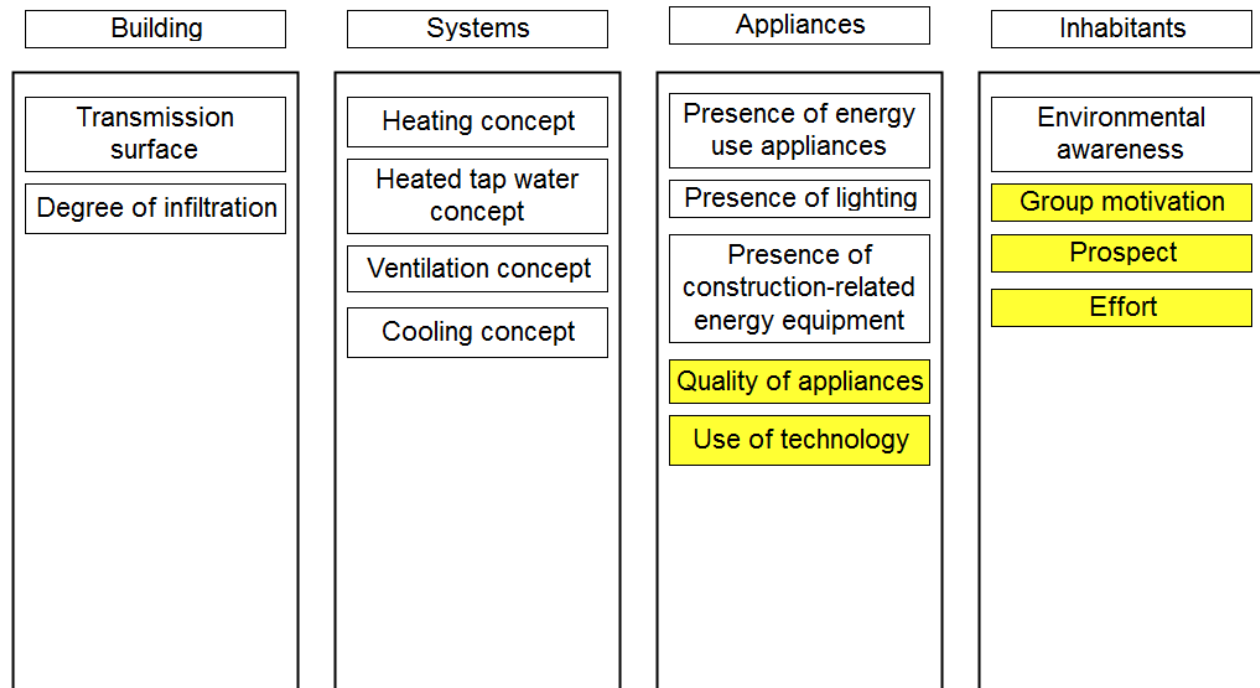 Building
Systems
Appliances
Inhabitants
Transmission
surface
Degree of infiltration
Heating concept
Heated tap water
concept
Ventilation concept
Cooling concept
Presence of energy
use appliances
Presence of lighting
Presence of
construction-related
energy equipment
Quality of appliances
Use of technology
Environmental
awareness
Group motivation
Prospect
Effort